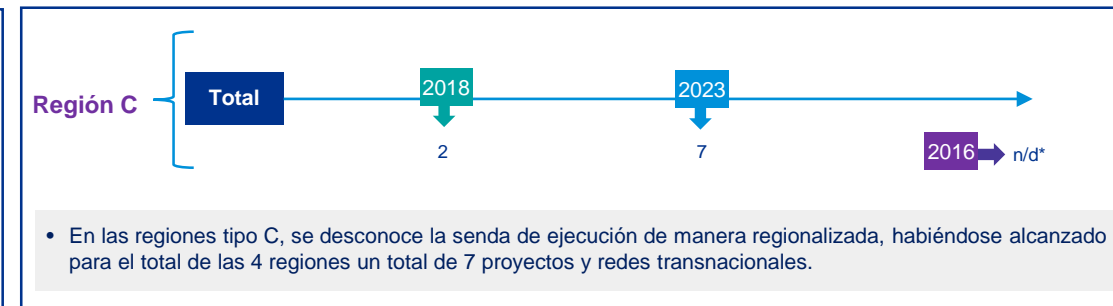 Región C
Total
2018
2023
2
7
2016
n/d*
• En las regiones tipo C, se desconoce la senda de ejecución de manera regionalizada, habiéndose alcanzado
para el total de las 4 regiones un total de 7 proyectos y redes transnacionales.